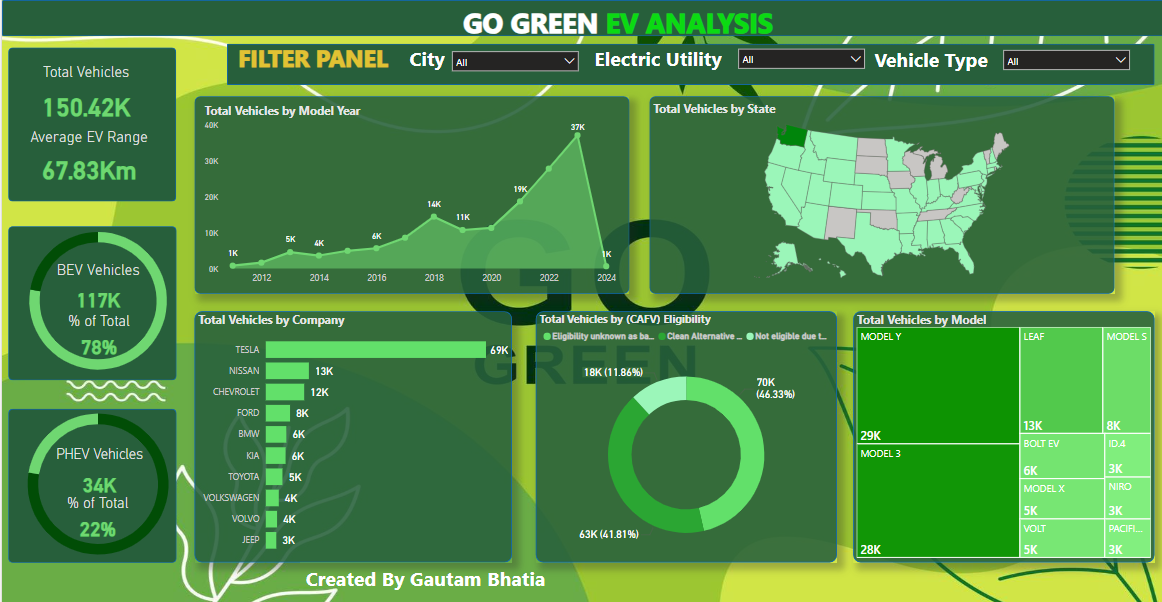 GO GREEN EV ANALYSIS
FILTER PANEL City All Electric Utility All Vehicle Type All
Total Vehicles
150.42K
Average EV Range
67.83Km
BEV Vehicles
117K
% of Total
78%
PHEV Vehicles
34K
% of Total
22%
Total Vehicles by Model Year
40K
30K
20K
10K
0K
1K
5K
4K
6K
14K
11K
19K
37K
1K
2012 2014 2016 2018 2020 2022 2024
Total Vehicles by State
GO
GREEN
Total Vehicles by Company
TESLA 69K
NISSAN 13K
CHEVROLET 12K
FORD 8K
BMW 6K
KIA 6K
TOYOTA 5K
VOLKSWAGEN 4K
VOLVO 4K
JEEP 3K
Total Vehicles by (CAFV) Eligibility
Eligibility unknown as ba... Clean Alternative ... Not eligible due t...
18K (11.86%)
70K
(46.33%)
63K (41.81%)
Total Vehicles by Model
MODEL Y
29K
MODEL 3
28K
LEAF
13K
MODEL S
8K
BOLT EV
6K
ID.4
3K
MODEL X
5K
NIRO
3K
VOLT
5K
PACIFI...
3K
Created By Gautam Bhatia